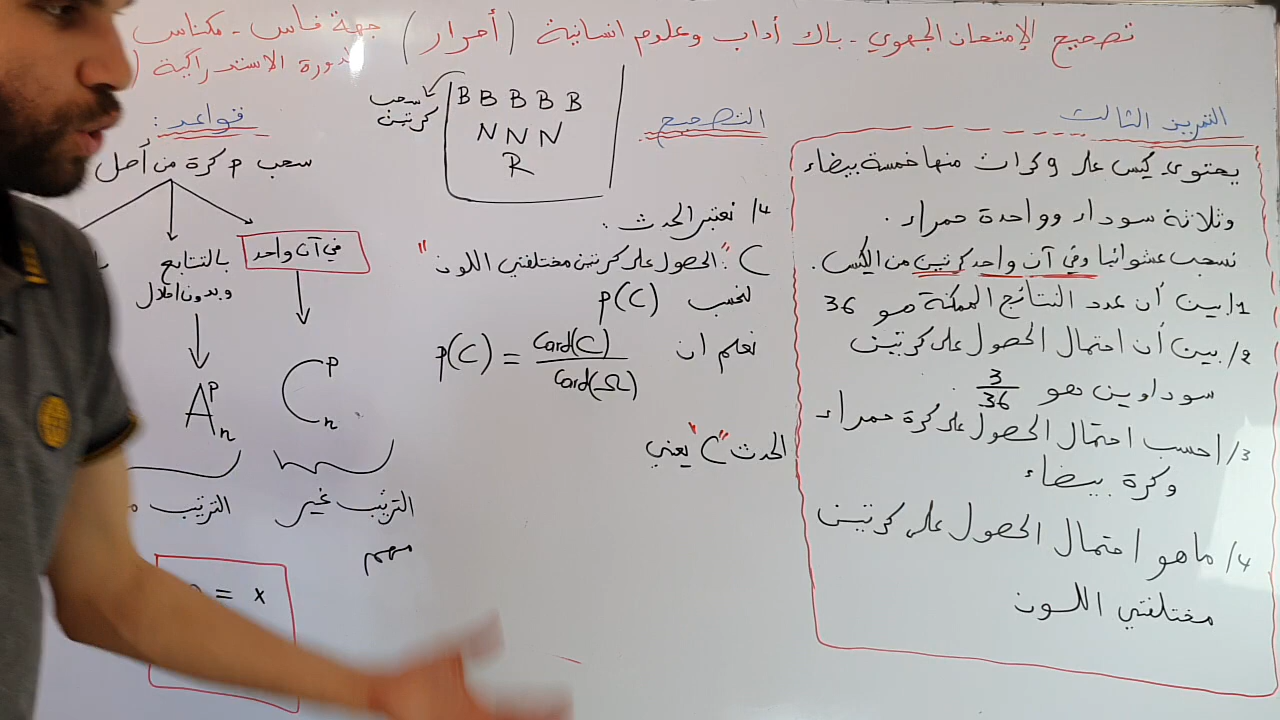 تصحيح الإمتحان الجهوي - باك أداب وعلوم انسانية (أحرار) جهة فاس - مكناس
الدورة الاستدراكية (
التمرين الثالث
يحتوي كيس على 9 كرات منها خمسة بيضاء
وثلاثة سوداء وواحدة حمراء.
نسحب عشوائيا وفي آن واحد كرتين من الكيس.
1/ بين أن عدد النتائج الممكنة هو 36
2/ بين أن احتمال الحصول على كرتين
سوداوين هو 3/36.
3/ احسب احتمال الحصول على كرة حمراء
وكرة بيضاء
4/ ماهو احتمال الحصول على كرتين
مختلفتي اللون
التصحيح
B B B B B
N N N
R
سحب
كرتين
4/ نعتبر الحدث:
C: "الحصول على كرتين مختلفتي اللون"
لنحسب p(C)
نعلم ان p(C) = Card(C)/Card(Ω)
الحدث "C" يعني
قواعد:
سحب p كرة من أصل
في آن واحد
بالتتابع
وبدون احلال
C_n^p
A_n^p
الترتيب غير
مهم
الترتيب
= x